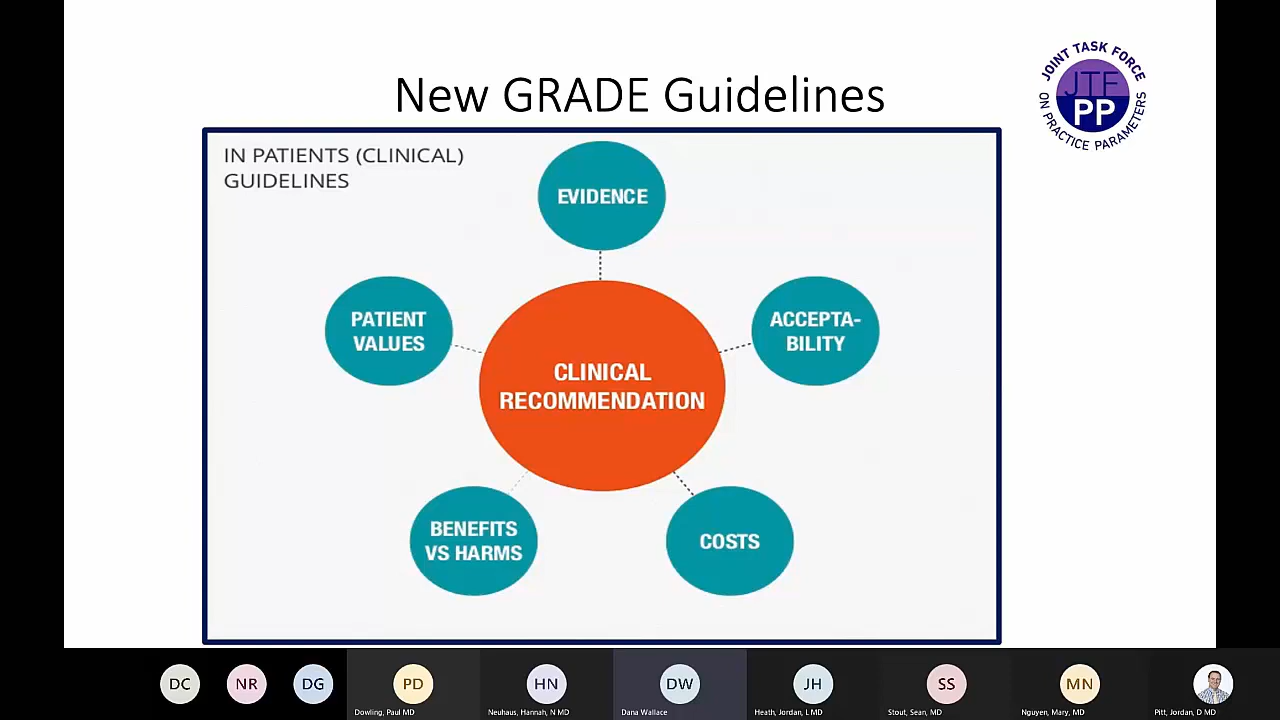 New GRADE Guidelines
JOINT TASK FORCE
JTF
PP
ON PRACTICE PARAMETERS
IN PATIENTS (CLINICAL)
GUIDELINES
EVIDENCE
PATIENT
VALUES
ACCEPTA-
BILITY
CLINICAL
RECOMMENDATION
BENEFITS
VS HARMS
COSTS
DC
NR
DG
PD
HN
DW
JH
SS
MN
Dowling, Paul MD
Neuhaus, Hannah, N MD
Dana Wallace
Heath, Jordan, L MD
Stout, Sean, MD
Nguyen, Mary, MD
Pitt, Jordan, D MD